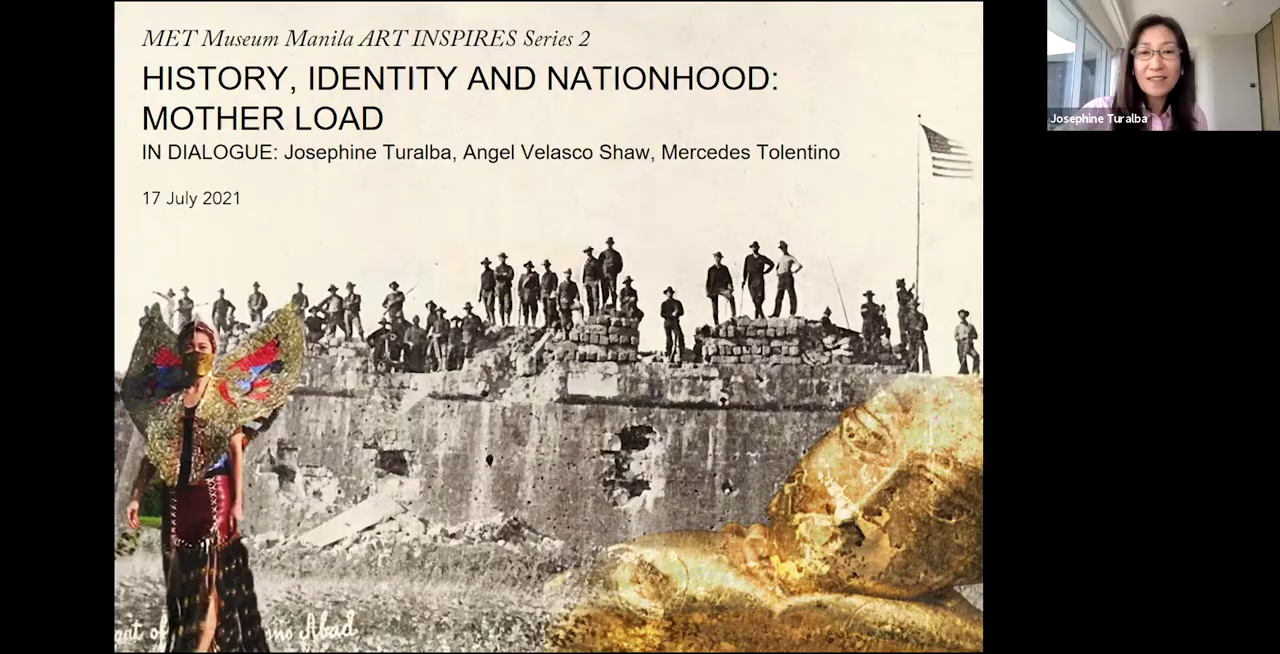 MET Museum Manila ART INSPIRES Series 2
HISTORY, IDENTITY AND NATIONHOOD:
MOTHER LOAD
IN DIALOGUE: Josephine Turalba, Angel Velasco Shaw, Mercedes Tolentino
17 July 2021
Josephine Turalba
of Abad